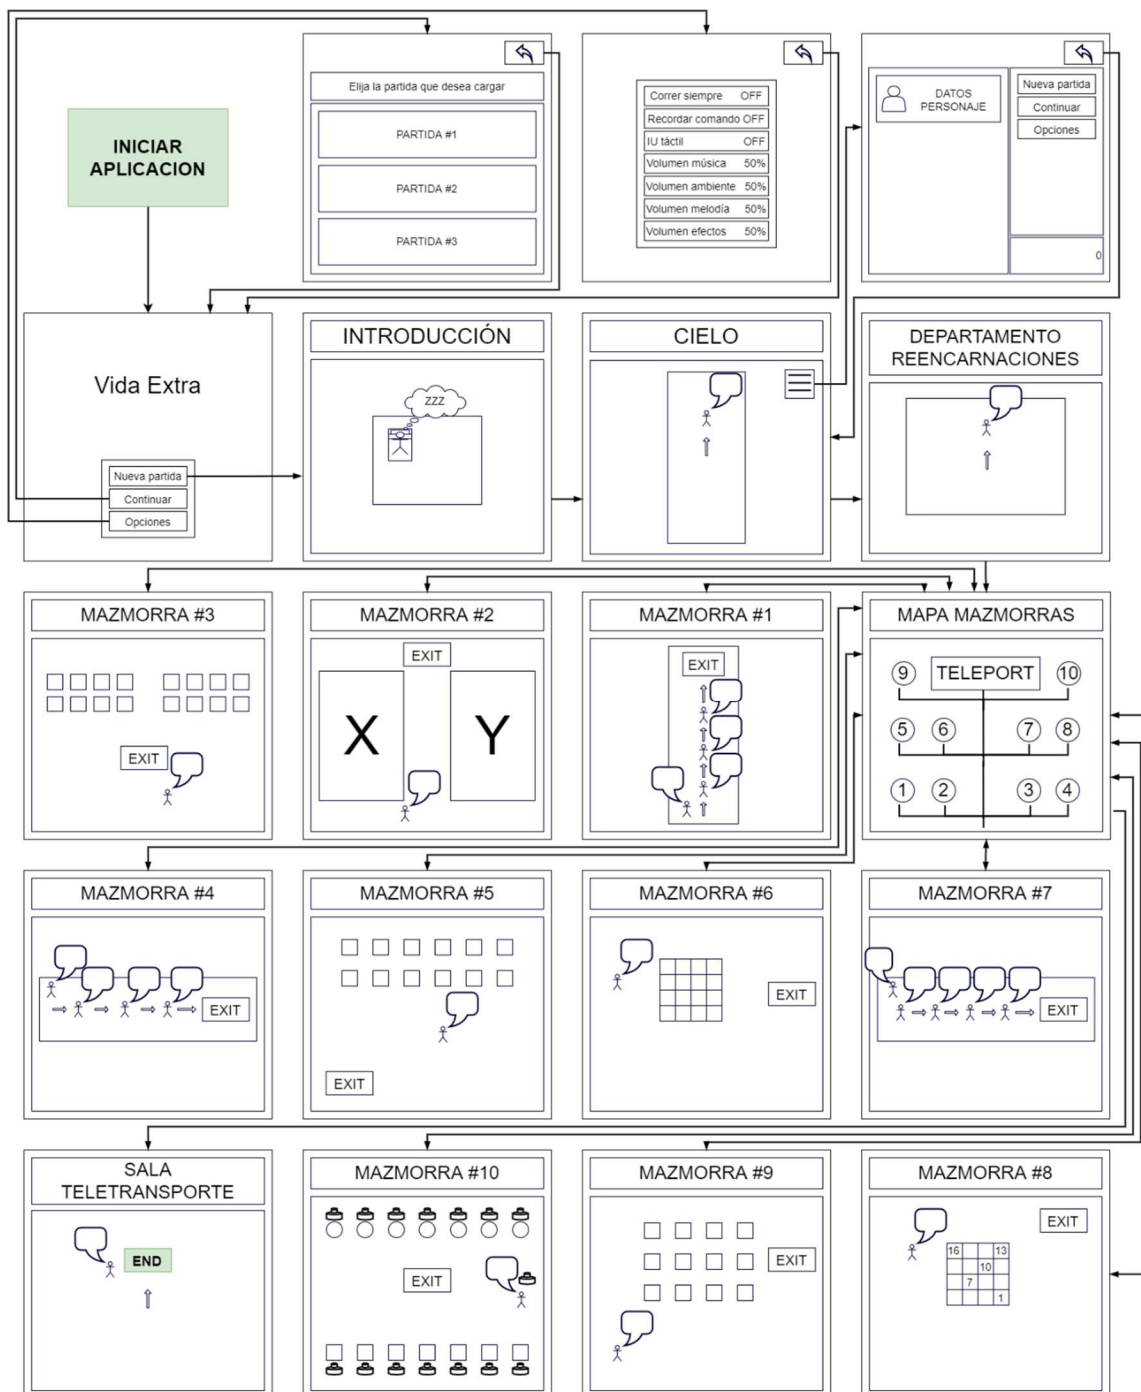 INICIAR
APLICACION
Elija la partida que desea cargar
PARTIDA #1
PARTIDA #2
PARTIDA #3
Correr siempre OFF
Recordar comando OFF
IU táctil OFF
Volumen música 50%
Volumen ambiente 50%
Volumen melodía 50%
Volumen efectos 50%
DATOS
PERSONAJE
Nueva partida
Continuar
Opciones
0
Vida Extra
Nueva partida
Continuar
Opciones
INTRODUCCIÓN
ZZZ
CIELO
DEPARTAMENTO
REENCARNACIONES
MAZMORRA #3
EXIT
MAZMORRA #2
EXIT
X Y
MAZMORRA #1
EXIT
MAPA MAZMORRAS
9 TELEPORT 10
5 6 7 8
1 2 3 4
MAZMORRA #4
EXIT
MAZMORRA #5
EXIT
MAZMORRA #6
EXIT
MAZMORRA #7
EXIT
SALA
TELETRANSPORTE
END
MAZMORRA #10
EXIT
MAZMORRA #9
EXIT
MAZMORRA #8
EXIT
16 13
10
7
1